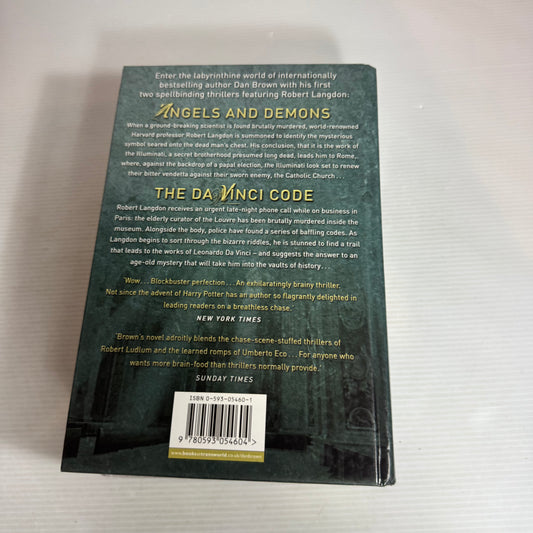 Enter the labyrinthine world of internationally
bestselling author Dan Brown with his first
two spellbinding thrillers featuring Robert Langdon:
ANGELS AND DEMONS
When a ground-breaking scientist is found brutally murdered, world-renowned
Harvard professor Robert Langdon is summoned to identify the mysterious
symbol seared onto the dead man's chest. His conclusion, that it is the work of
the Illuminati, a secret brotherhood presumed long dead, leads him to Rome,
where, against the backdrop of a papal election, the Illuminati look set to renew
their bitter vendetta against their sworn enemy, the Catholic Church...
THE DA VINCI CODE
Robert Langdon receives an urgent late-night phone call while on business in
Paris: the elderly curator of the Louvre has been brutally murdered inside the
museum. Alongside the body, police have found a series of baffling codes. As
Langdon begins to sort through the bizarre riddles, he is stunned to find a trail
that leads to the works of Leonardo Da Vinci – and suggests the answer to an
age-old mystery that will take him into the vaults of history...
'Wow... Blockbuster perfection... An exhilaratingly brainy thriller.
Not since the advent of Harry Potter has an author so flagrantly delighted in
leading readers on a breathless chase.'
NEW YORK TIMES
'Brown's novel adroitly blends the chase-scene-stuffed thrillers of
Robert Ludlum and the learned romps of Umberto Eco... For anyone who
wants more brain-food than thrillers normally provide.'
SUNDAY TIMES
ISBN 0-593-05460-1
9 780593 054604 >
www.booksattransworld.co.uk/danbrown